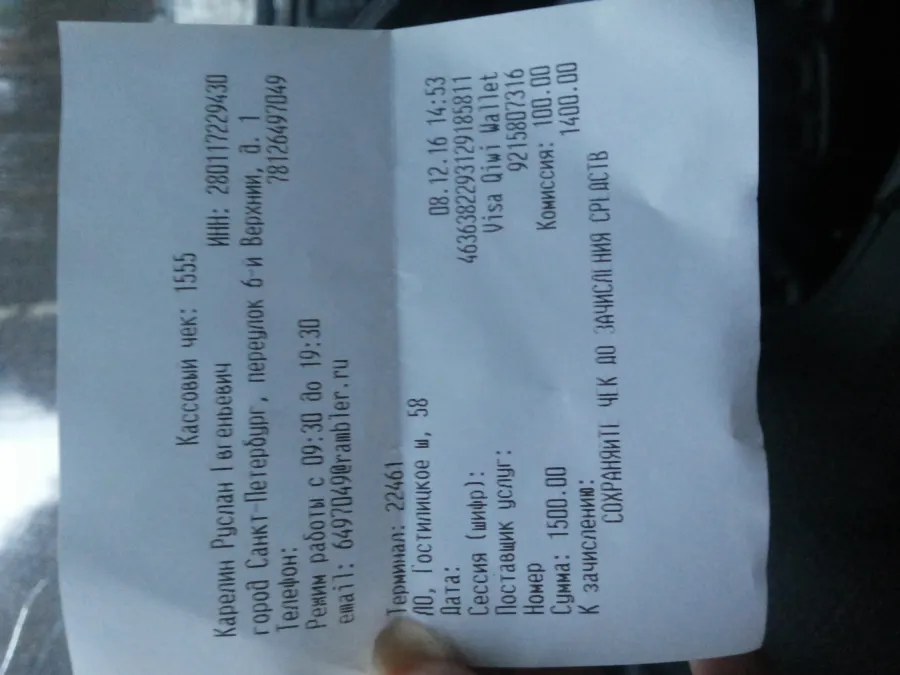 Кассовый чек: 1555
Карелин Руслан Евгеньевич ИНН: 280117229430
город Санкт-Петербург, переулок 6-й Верхний, д. 1
Телефон: 78126497049
Режим работы с 09:30 до 19:30
email: 6497049@rambler.ru
Терминал: 22461
ЛО, Гостилицкое ш, 58
Дата: 08.12.16 14:53
Сессия (шифр): 4636382293129185811
Поставщик услуг: Visa Qiwi Wallet
Номер 9215807316
Сумма: 1500.00 Комиссия: 100.00
К зачислению: 1400.00
СОХРАНЯЙТЕ ЧЕК ДО ЗАЧИСЛЕНИЯ СРЕДСТВ